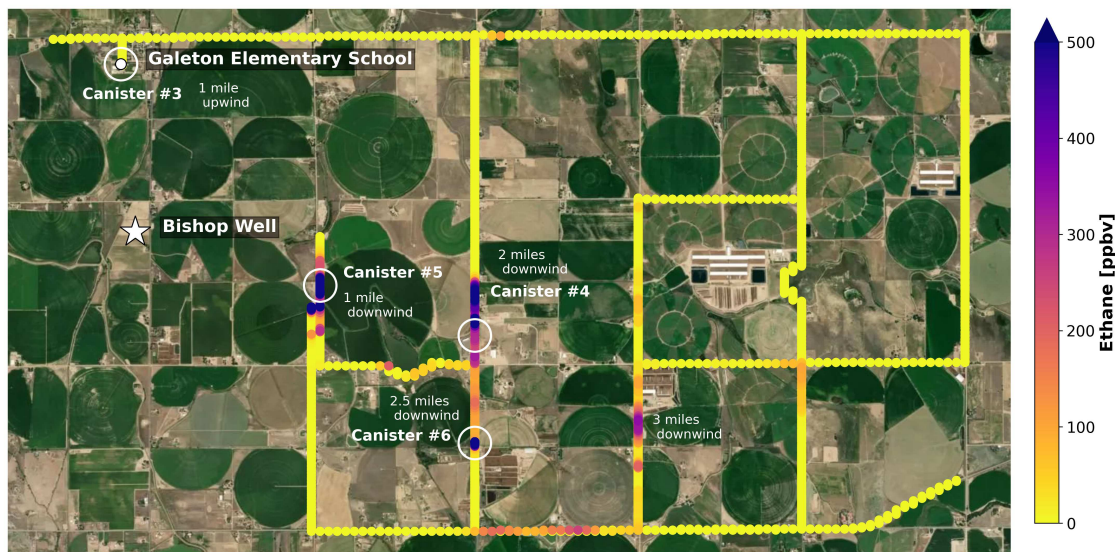 Galeton Elementary School
Canister #3
1 mile
upwind
Bishop Well
Canister #5
1 mile
downwind
2 miles
downwind
Canister #4
2.5 miles
downwind
Canister #6
3 miles
downwind
500
400
300
200
100
0
Ethane [ppbv]